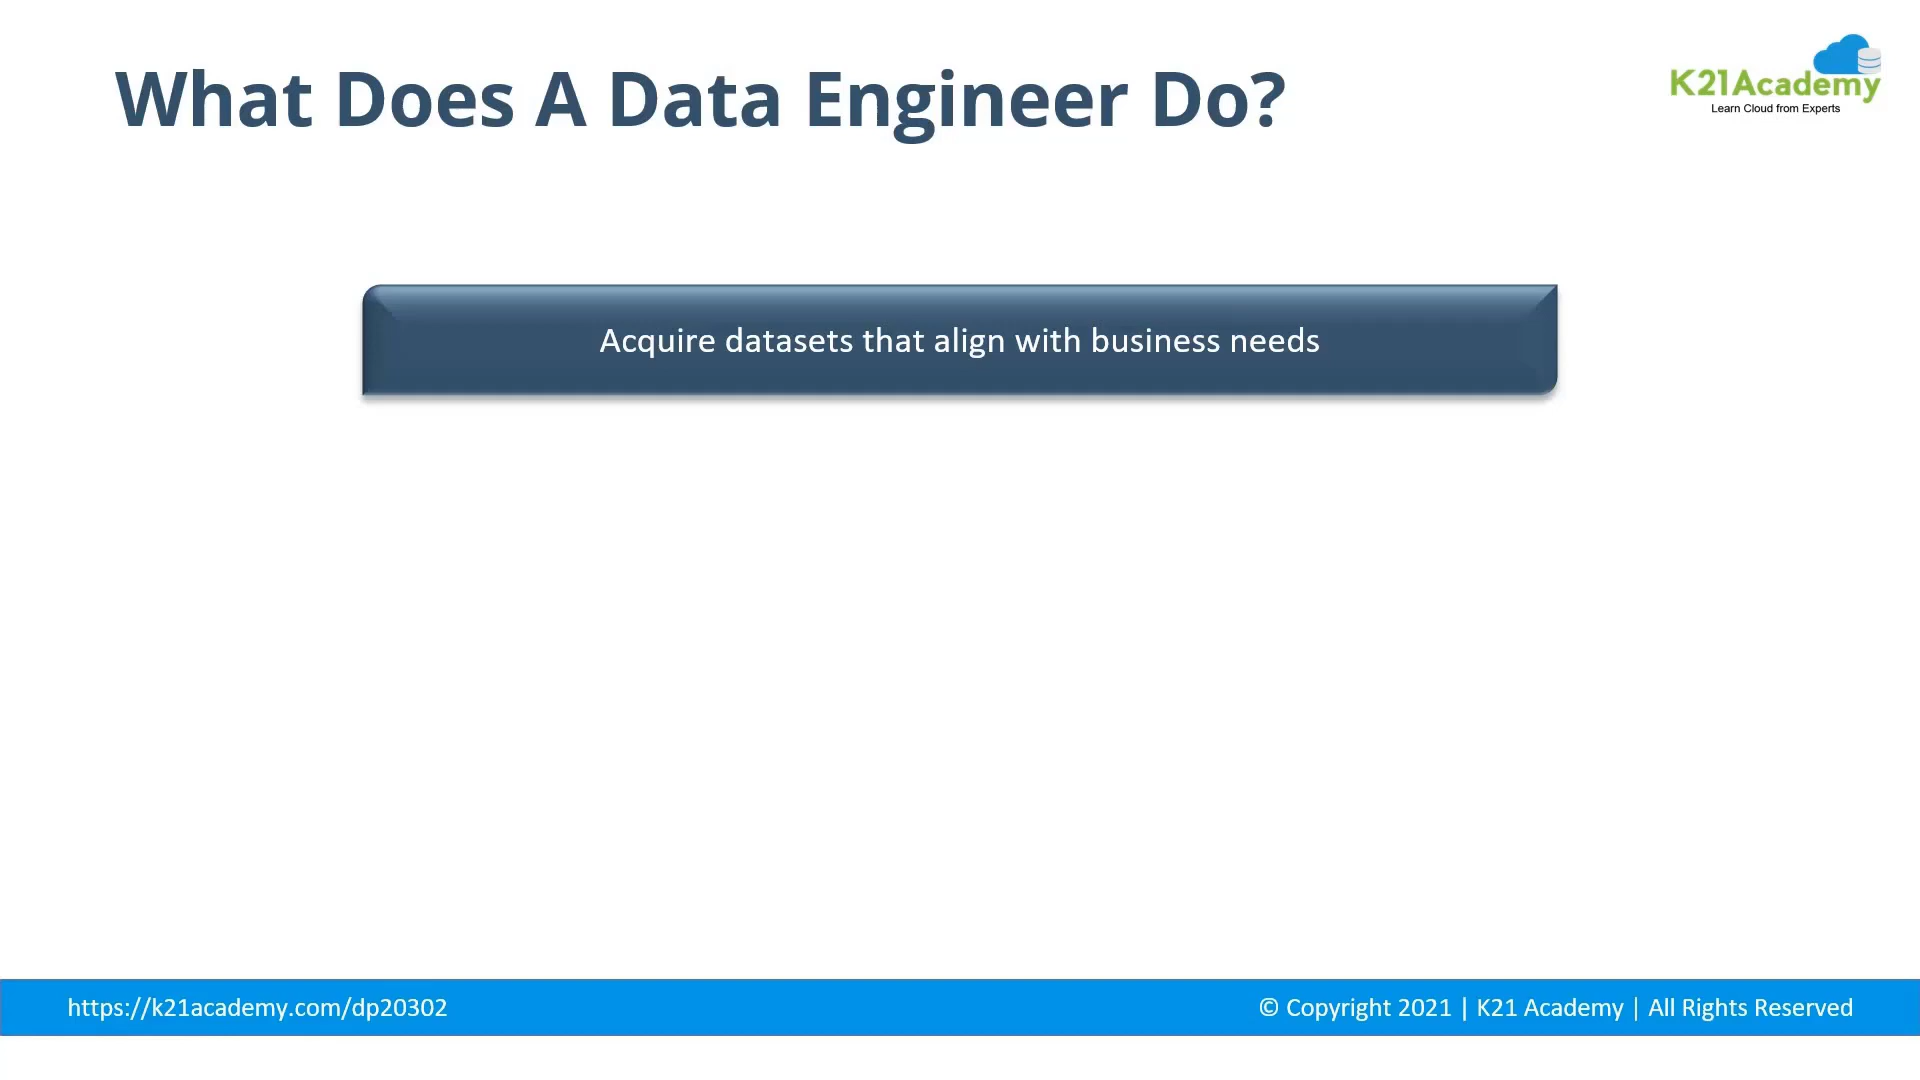 What Does A Data Engineer Do?
K21Academy
Learn Cloud from Experts
Acquire datasets that align with business needs
https://k21academy.com/dp20302
© Copyright 2021 | K21 Academy | All Rights Reserved